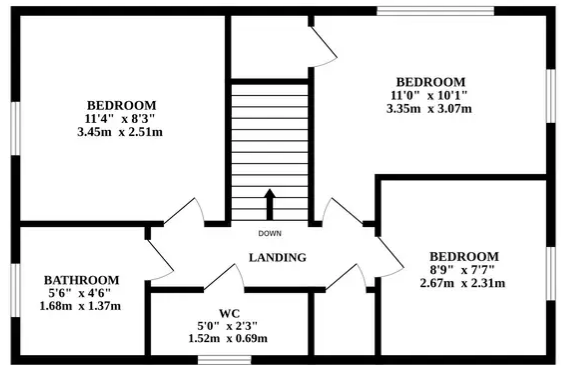 BEDROOM
11'4" x 8'3"
3.45m x 2.51m
BEDROOM
11'0" x 10'1"
3.35m x 3.07m
DOWN
LANDING
BEDROOM
8'9" x 7'7"
2.67m x 2.31m
BATHROOM
5'6" x 4'6"
1.68m x 1.37m
WC
5'0" x 2'3"
1.52m x 0.69m